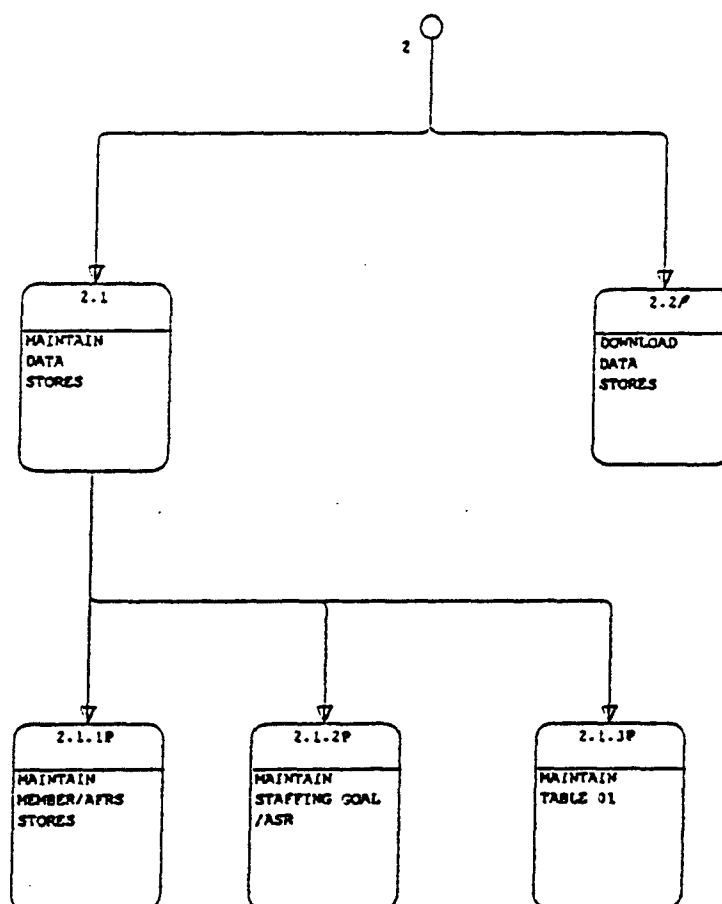 2
2.1
MAINTAIN
DATA
STORES
2.2P
DOWNLOAD
DATA
STORES
2.1.1P
MAINTAIN
MEMBER/AFRS
STORES
2.1.2P
MAINTAIN
STAFFING GOAL
/ASR
2.1.3P
MAINTAIN
TABLE 01